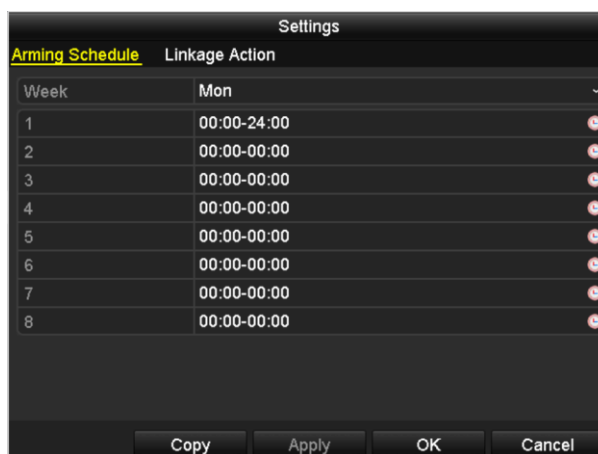 Settings
Arming Schedule Linkage Action
Week Mon
1 00:00-24:00
2 00:00-00:00
3 00:00-00:00
4 00:00-00:00
5 00:00-00:00
6 00:00-00:00
7 00:00-00:00
8 00:00-00:00
Copy Apply OK Cancel